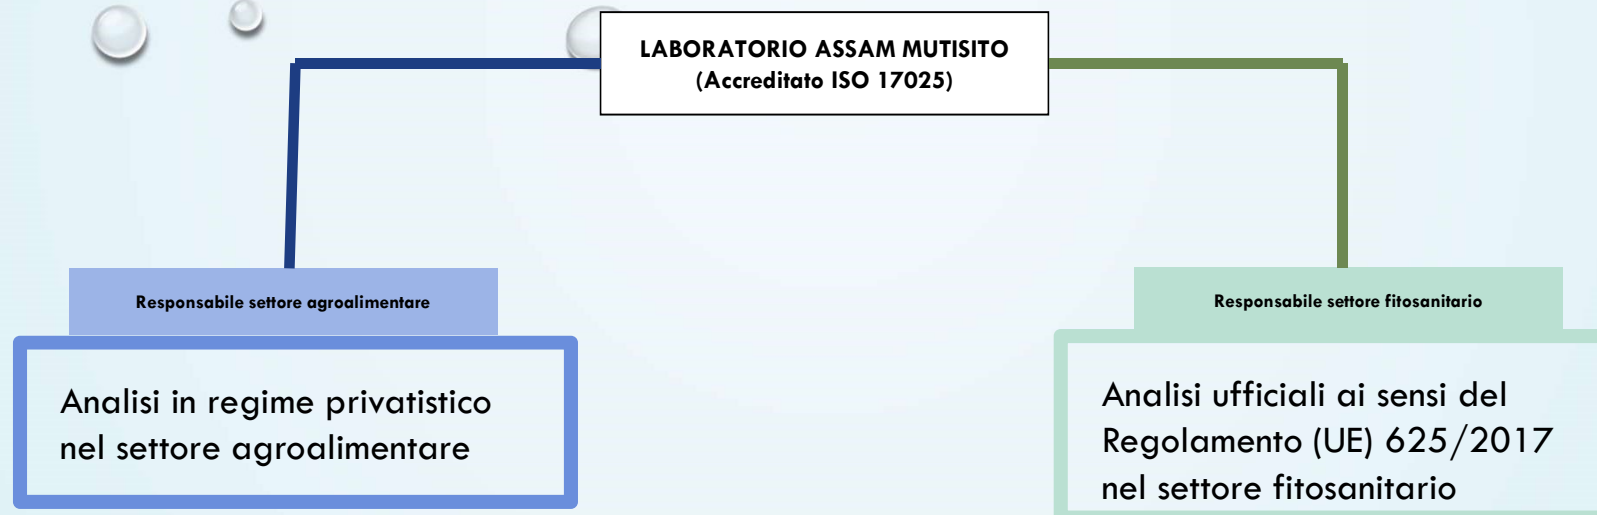 LABORATORIO ASSAM MUTISITO
(Accreditato ISO 17025)
Responsabile settore agroalimentare
Responsabile settore fitosanitario
Analisi in regime privatistico
nel settore agroalimentare
Analisi ufficiali ai sensi del
Regolamento (UE) 625/2017
nel settore fitosanitario